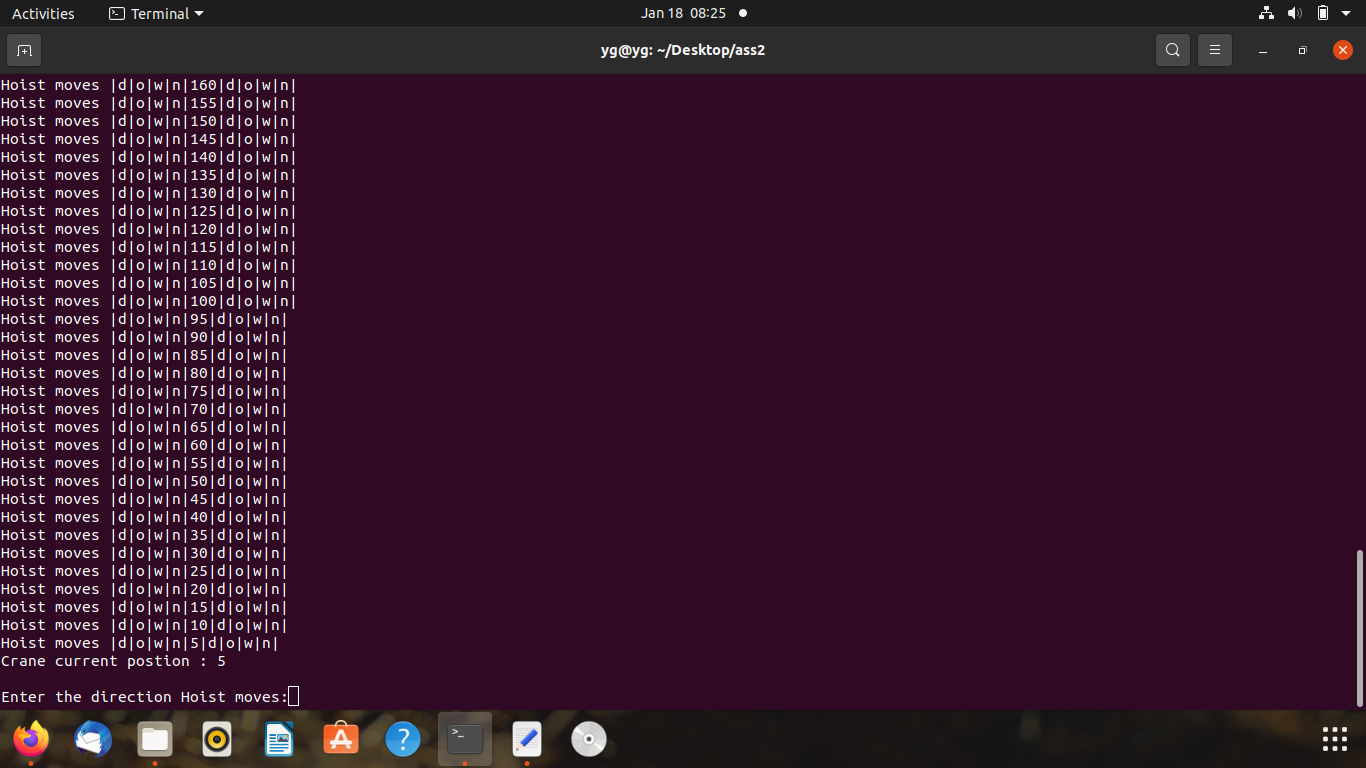 Activities
Terminal
Jan 18 08:25
yg@yg: ~/Desktop/ass2
Hoist moves |d|o|w|n|160|d|o|w|n|
Hoist moves |d|o|w|n|155|d|o|w|n|
Hoist moves |d|o|w|n|150|d|o|w|n|
Hoist moves |d|o|w|n|145|d|o|w|n|
Hoist moves |d|o|w|n|140|d|o|w|n|
Hoist moves |d|o|w|n|135|d|o|w|n|
Hoist moves |d|o|w|n|130|d|o|w|n|
Hoist moves |d|o|w|n|125|d|o|w|n|
Hoist moves |d|o|w|n|120|d|o|w|n|
Hoist moves |d|o|w|n|115|d|o|w|n|
Hoist moves |d|o|w|n|110|d|o|w|n|
Hoist moves |d|o|w|n|105|d|o|w|n|
Hoist moves |d|o|w|n|100|d|o|w|n|
Hoist moves |d|o|w|n|95|d|o|w|n|
Hoist moves |d|o|w|n|90|d|o|w|n|
Hoist moves |d|o|w|n|85|d|o|w|n|
Hoist moves |d|o|w|n|80|d|o|w|n|
Hoist moves |d|o|w|n|75|d|o|w|n|
Hoist moves |d|o|w|n|70|d|o|w|n|
Hoist moves |d|o|w|n|65|d|o|w|n|
Hoist moves |d|o|w|n|60|d|o|w|n|
Hoist moves |d|o|w|n|55|d|o|w|n|
Hoist moves |d|o|w|n|50|d|o|w|n|
Hoist moves |d|o|w|n|45|d|o|w|n|
Hoist moves |d|o|w|n|40|d|o|w|n|
Hoist moves |d|o|w|n|35|d|o|w|n|
Hoist moves |d|o|w|n|30|d|o|w|n|
Hoist moves |d|o|w|n|25|d|o|w|n|
Hoist moves |d|o|w|n|20|d|o|w|n|
Hoist moves |d|o|w|n|15|d|o|w|n|
Hoist moves |d|o|w|n|10|d|o|w|n|
Hoist moves |d|o|w|n|5|d|o|w|n|
Crane current postion : 5
Enter the direction Hoist moves: